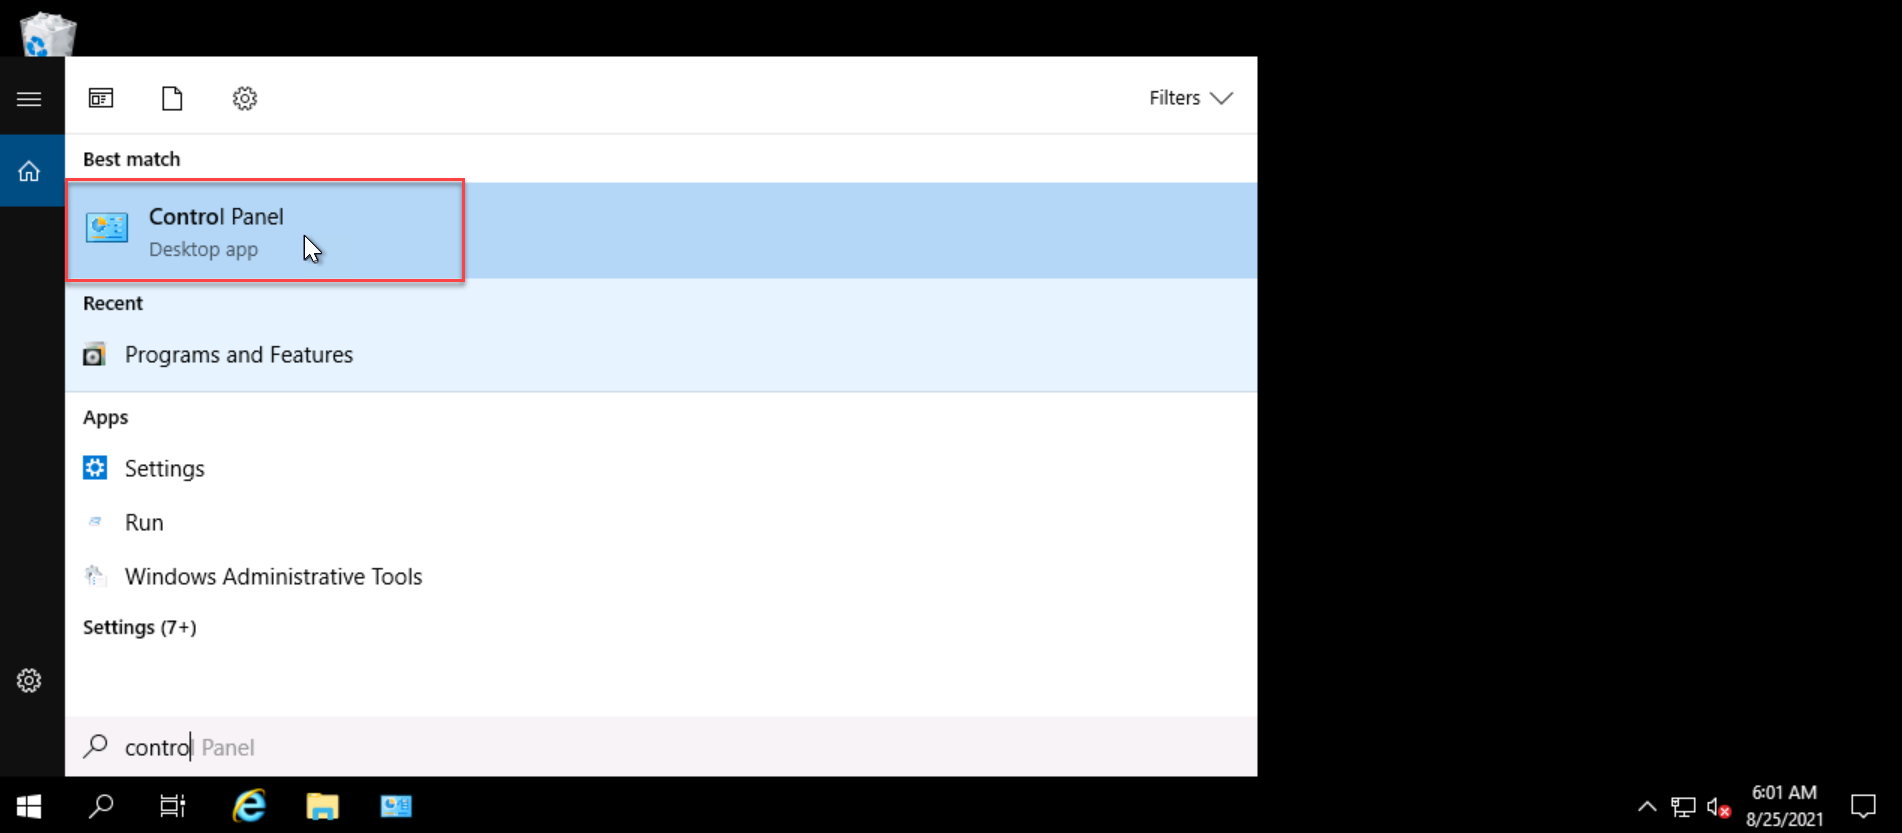 Filters
Best match
Control Panel
Desktop app
Recent
Programs and Features
Apps
Settings
Run
Windows Administrative Tools
Settings (7+)
control Panel
6:01 AM
8/25/2021